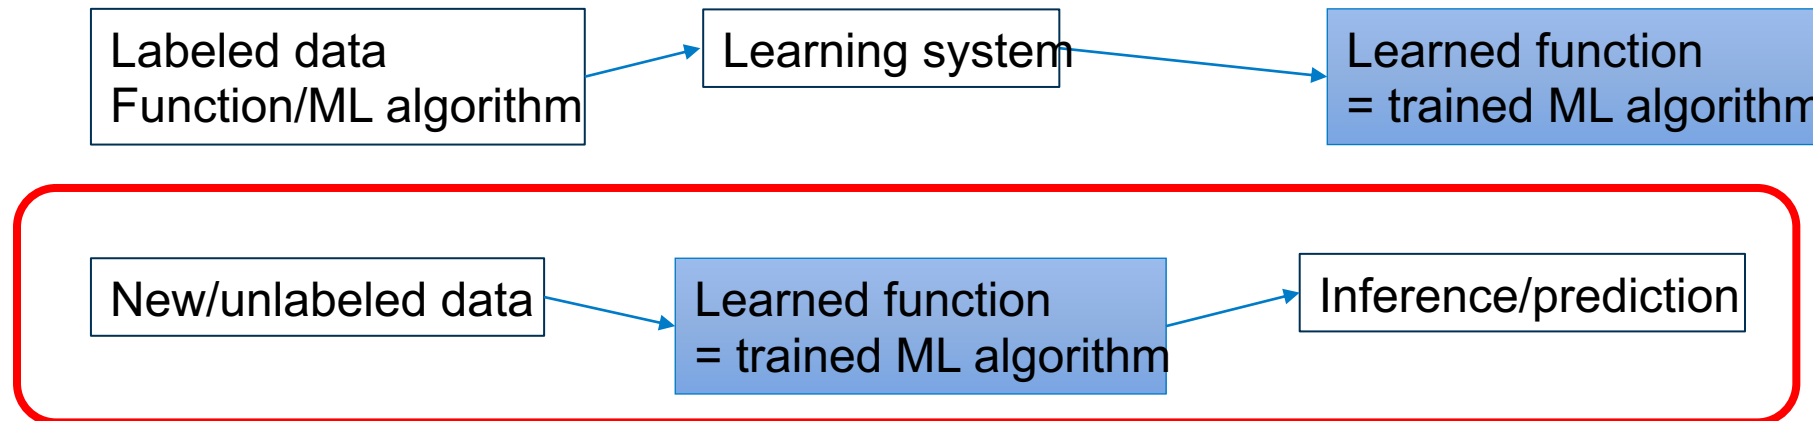 Labeled data
Function/ML algorithm
Learning system
Learned function
= trained ML algorithm
New/unlabeled data
Learned function
= trained ML algorithm
Inference/prediction